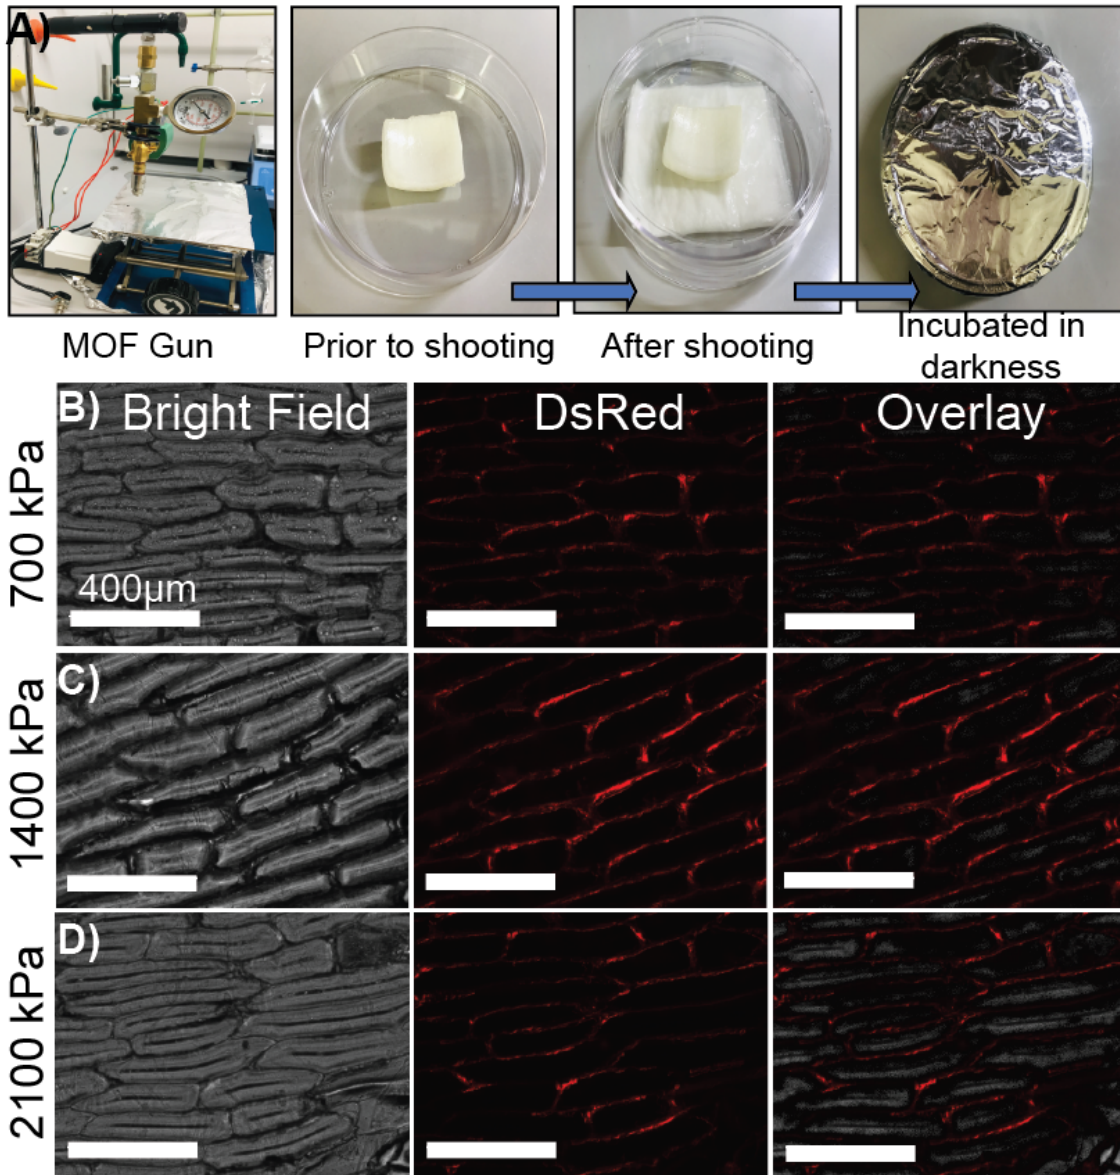 A)
MOF Gun
Prior to shooting
After shooting
Incubated in
darkness
B) Bright Field
DsRed
Overlay
700 kPa
400µm
C)
1400 kPa
D)
2100 kPa